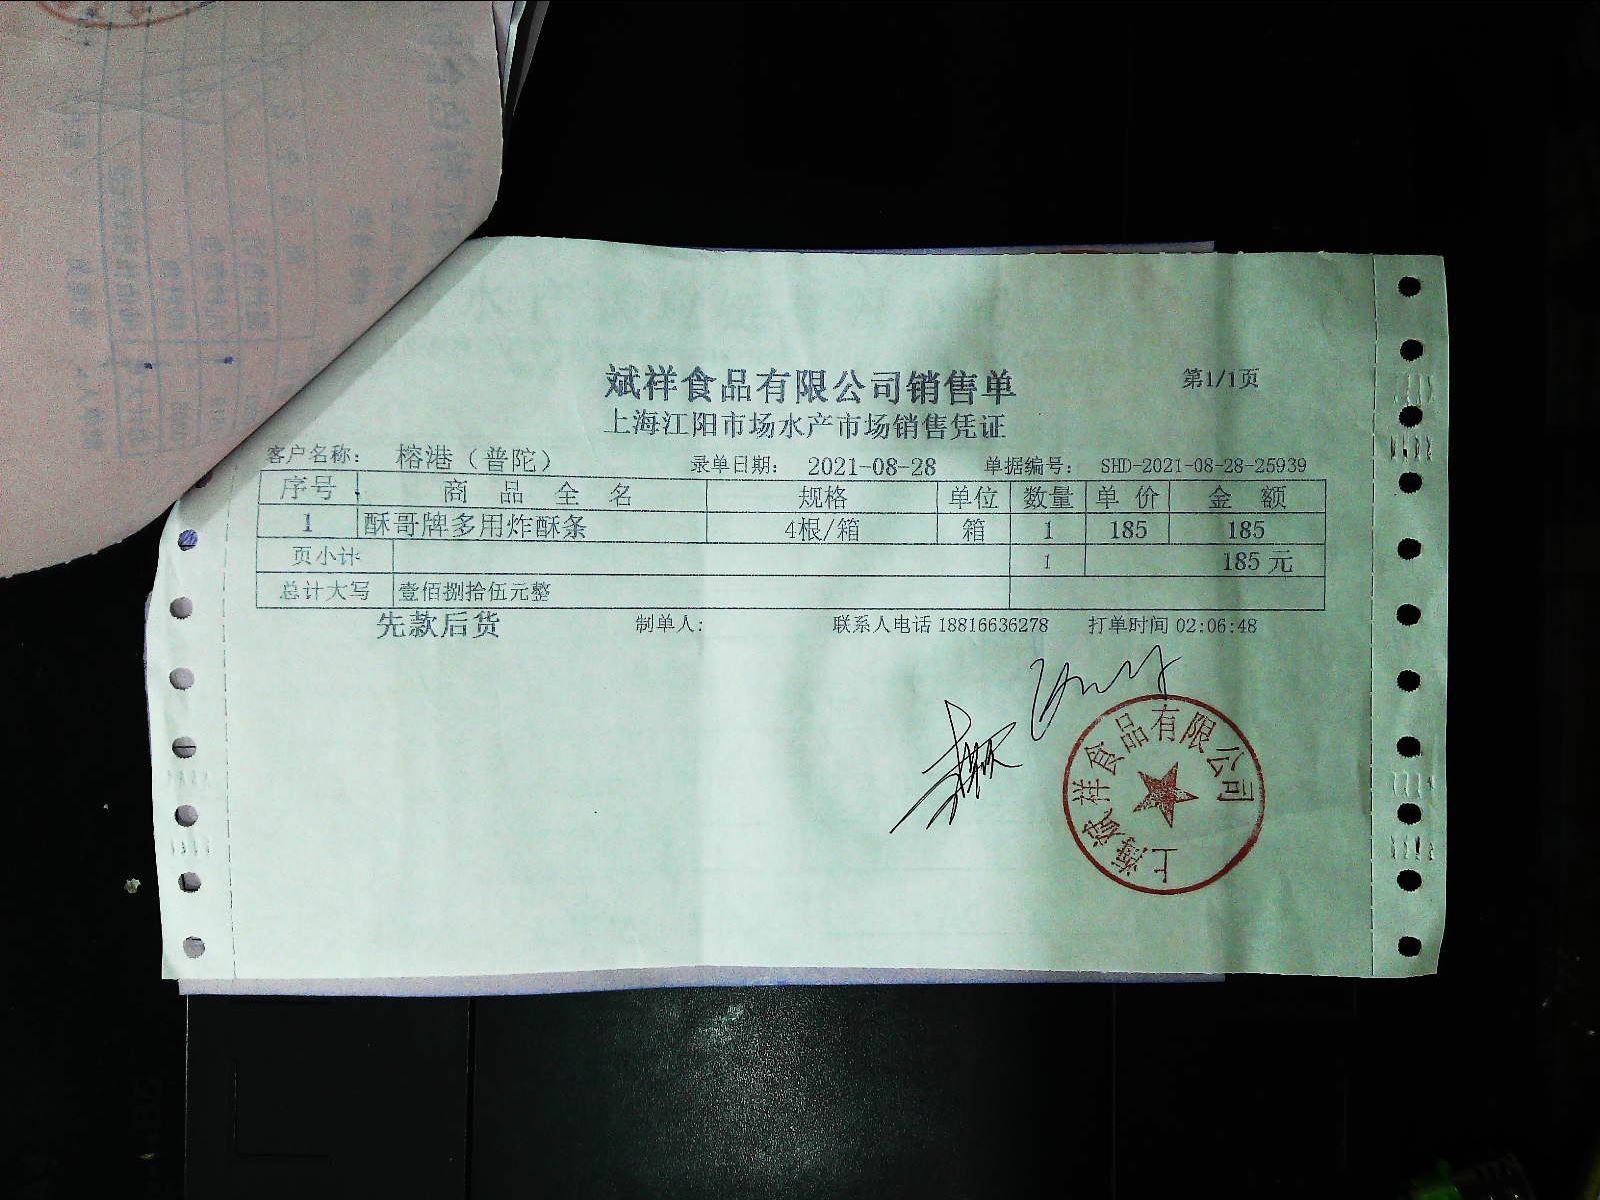 斌祥食品有限公司销售单
第1/1页
上海江阳市场水产市场销售凭证
客户名称: 榕港（普陀） 录单日期: 2021-08-28 单据编号: SHD-2021-08-28-25939
序号 商品全名 规格 单位 数量 单价 金额
1 酥哥牌多用炸酥条 4根/箱 箱 1 185 185
页小计 1 185元
总计大写 壹佰捌拾伍元整
先款后货 制单人: 联系人电话 18816636278 打单时间 02:06:48
上海斌祥食品有限公司